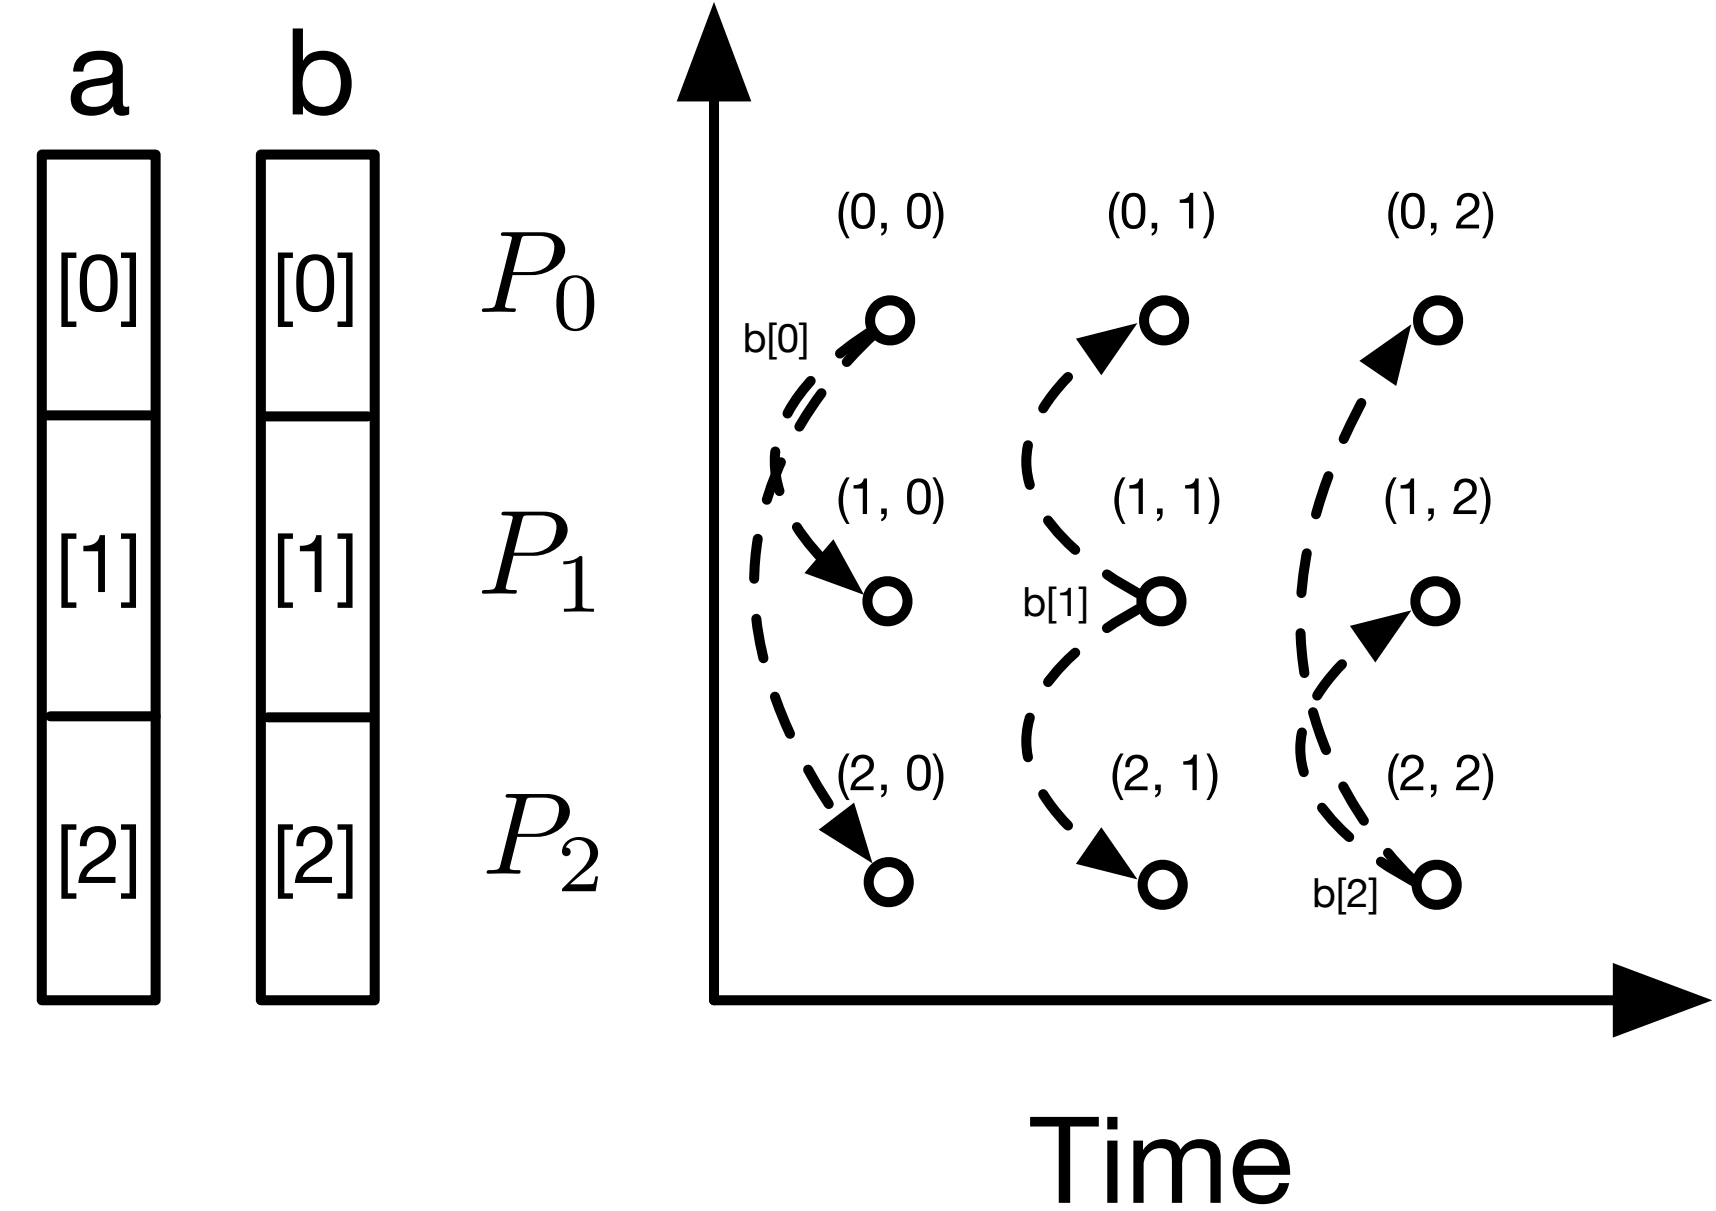 a b
(0, 0) (0, 1) (0, 2)
[0] [0] P0
b[0]
(1, 0) (1, 1) (1, 2)
[1] [1] P1
b[1]
(2, 0) (2, 1) (2, 2)
[2] [2] P2
b[2]
Time